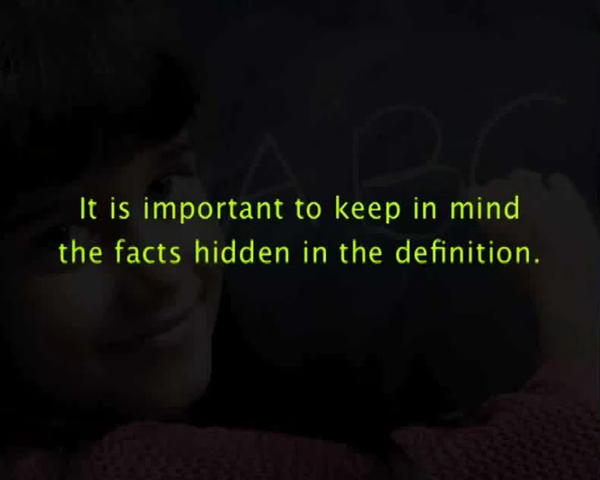 A B C
It is important to keep in mind
the facts hidden in the definition.